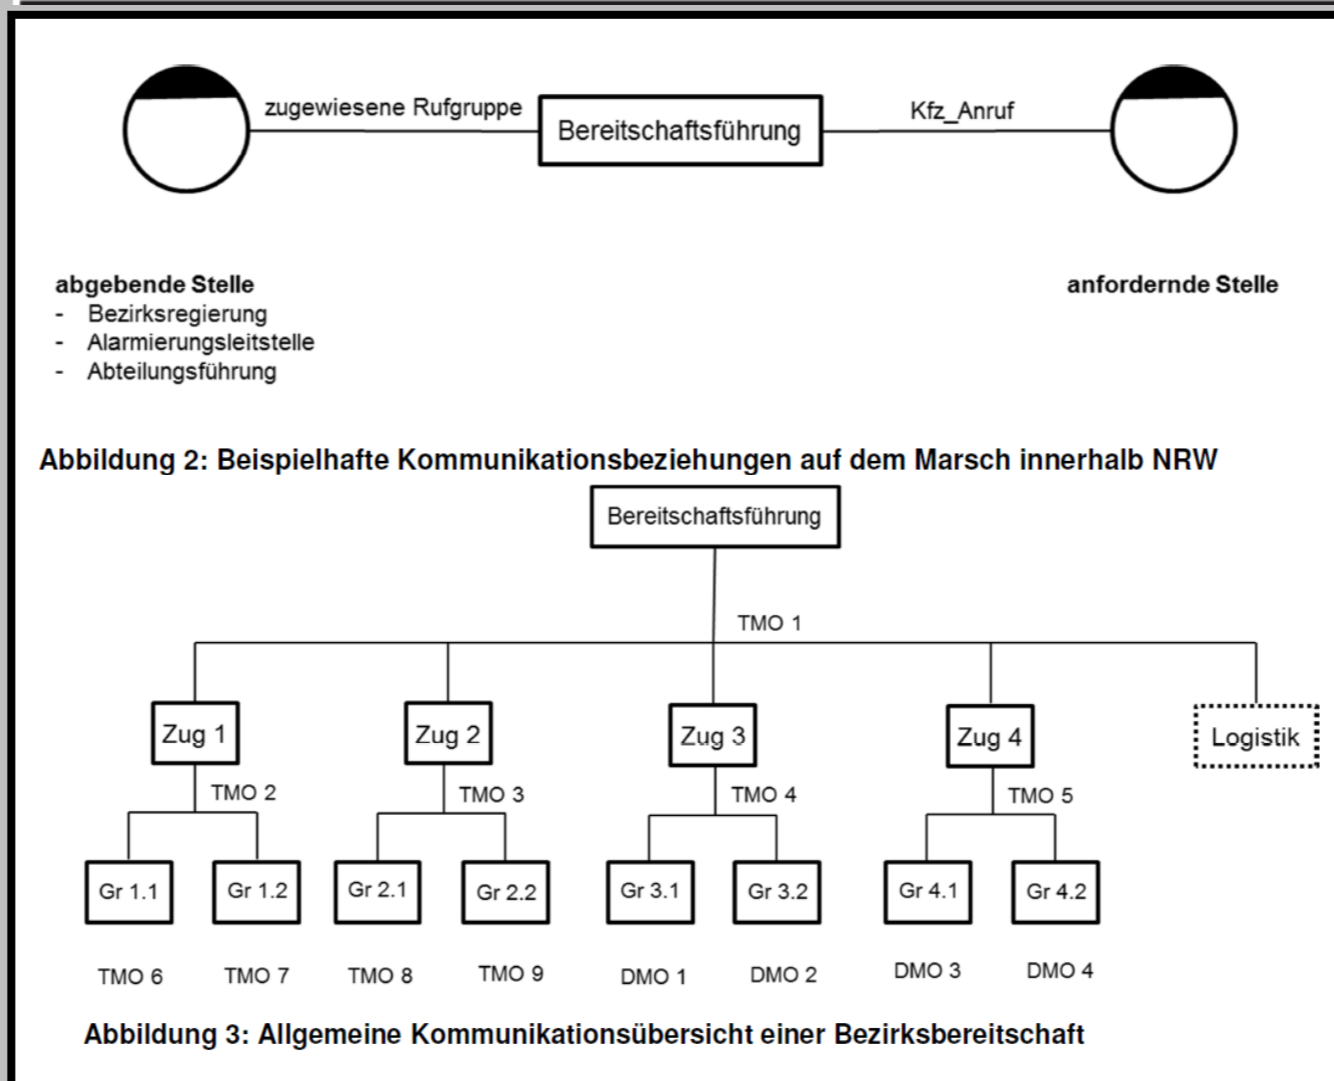 zugewiesene Rufgruppe
Bereitschaftsführung
Kfz_Anruf
abgebende Stelle
- Bezirksregierung
- Alarmierungsleitstelle
- Abteilungsführung
anfordernde Stelle
Abbildung 2: Beispielhafte Kommunikationsbeziehungen auf dem Marsch innerhalb NRW
Bereitschaftsführung
TMO 1
Zug 1
Zug 2
Zug 3
Zug 4
Logistik
TMO 2
TMO 3
TMO 4
TMO 5
Gr 1.1
Gr 1.2
Gr 2.1
Gr 2.2
Gr 3.1
Gr 3.2
Gr 4.1
Gr 4.2
TMO 6
TMO 7
TMO 8
TMO 9
DMO 1
DMO 2
DMO 3
DMO 4
Abbildung 3: Allgemeine Kommunikationsübersicht einer Bezirksbereitschaft